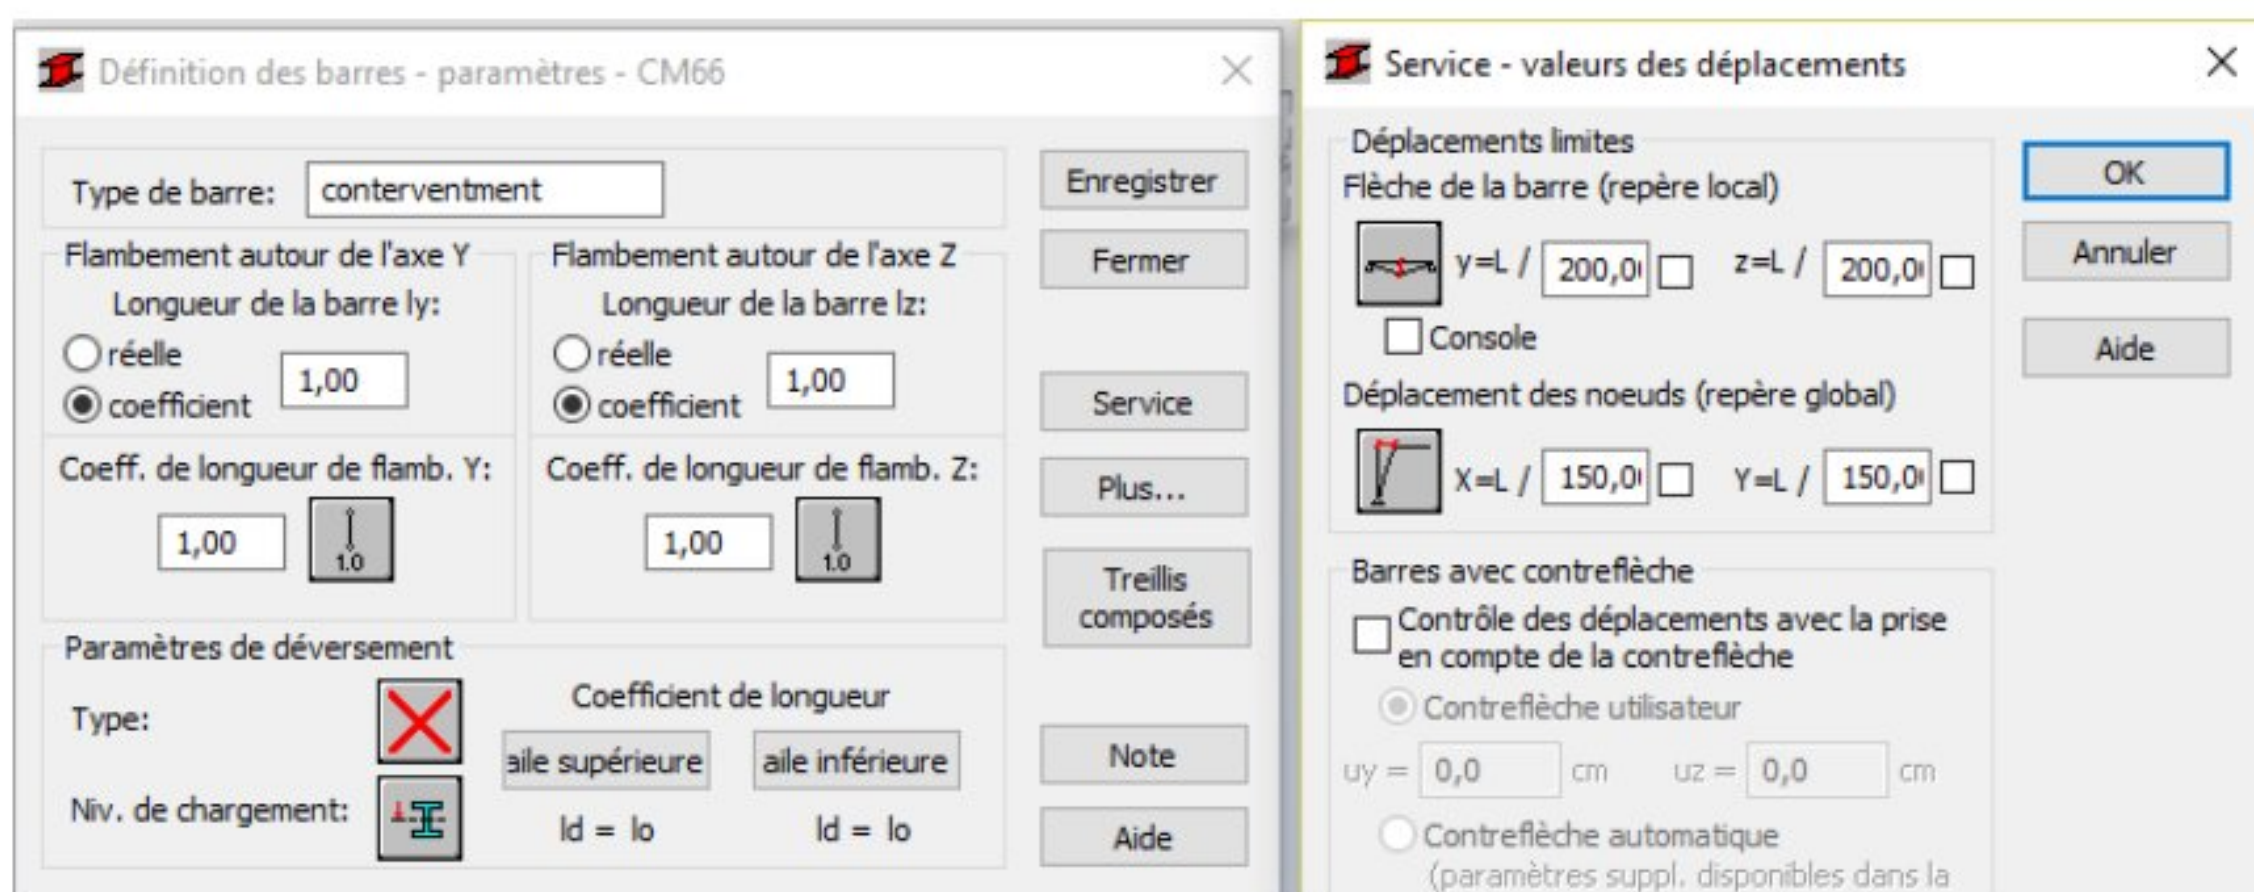 Définition des barres - paramètres - CM66
Type de barre: conterventment
Flambement autour de l'axe Y
Longueur de la barre ly:
réelle
coefficient
1,00
Coeff. de longueur de flamb. Y:
1,00
1.0
Flambement autour de l'axe Z
Longueur de la barre lz:
réelle
coefficient
1,00
Coeff. de longueur de flamb. Z:
1,00
1.0
Paramètres de déversement
Type:
Niv. de chargement:
Coefficient de longueur
aile supérieure
aile inférieure
ld = lo
ld = lo
Enregistrer
Fermer
Service
Plus...
Treillis
composés
Note
Aide
Service - valeurs des déplacements
Déplacements limites
Flèche de la barre (repère local)
y=L / 200,0 z=L / 200,0
Console
Déplacement des noeuds (repère global)
X=L / 150,0 Y=L / 150,0
Barres avec contreflèche
Contrôle des déplacements avec la prise
en compte de la contreflèche
Contreflèche utilisateur
uy = 0,0 cm uz = 0,0 cm
Contreflèche automatique
(paramètres suppl. disponibles dans la
OK
Annuler
Aide